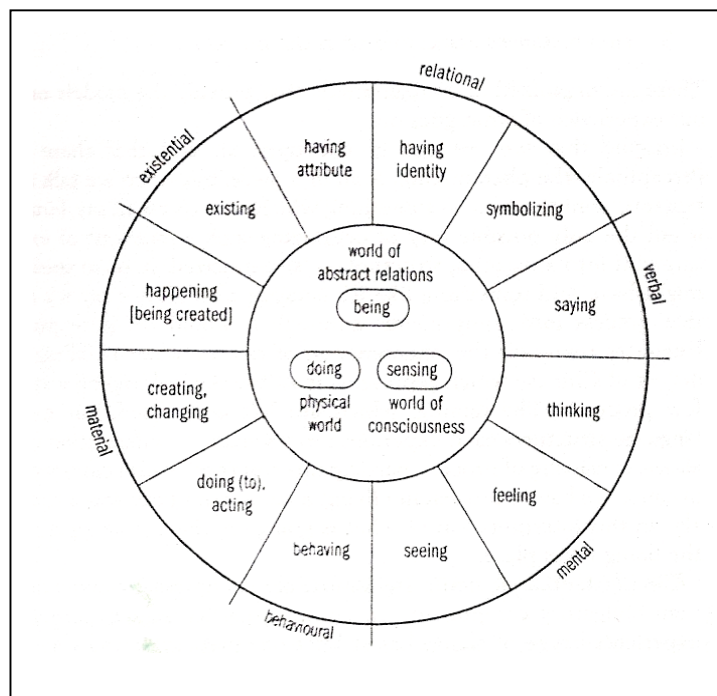 relational
having
attribute
having
identity
existential
existing
symbolizing
world of
abstract relations
being
verbal
saying
happening
[being created]
doing
sensing
physical
world
world of
consciousness
creating,
changing
thinking
material
doing (to),
acting
feeling
behaving
seeing
mental
behavioural